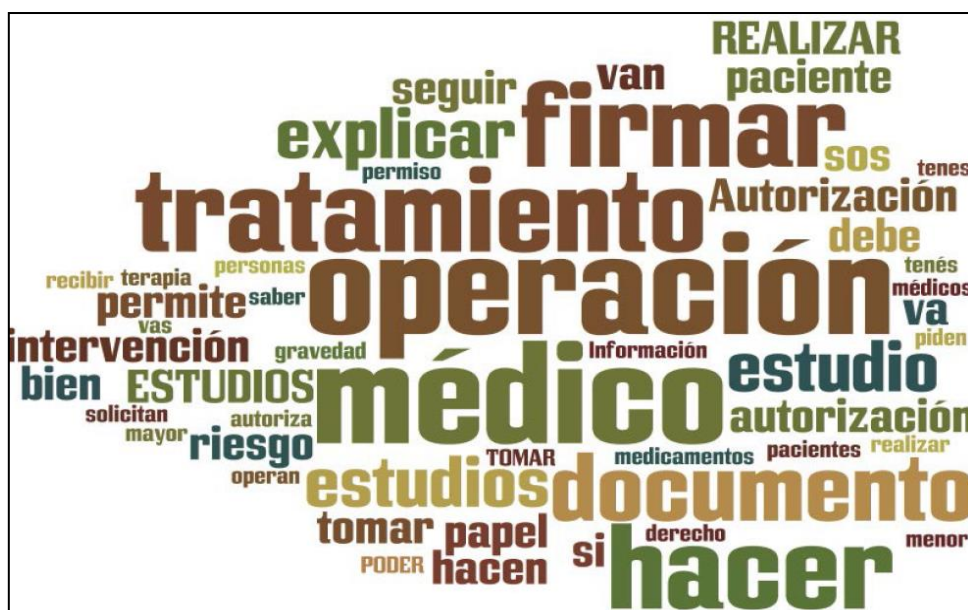 REALIZAR
seguir van paciente
explicar firmar sos
permiso tenes
tratamiento Autorización
debe
recibir terapia personas operación tenés
permite saber médicos
vas va
intervención gravedad Información piden
bien ESTUDIOS médico estudio
solicitan autoriza autorización
mayor riesgo TOMAR medicamentos pacientes realizar
operan estudios documento
tomar papel si derecho menor
PODER hacen hacer